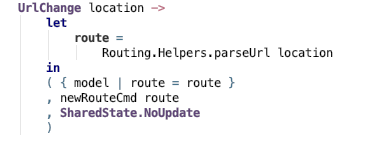 UrlChange location ->
let
route =
Routing.Helpers.parseUrl location
in
( { model | route = route }
, newRouteCmd route
, SharedState.NoUpdate
)